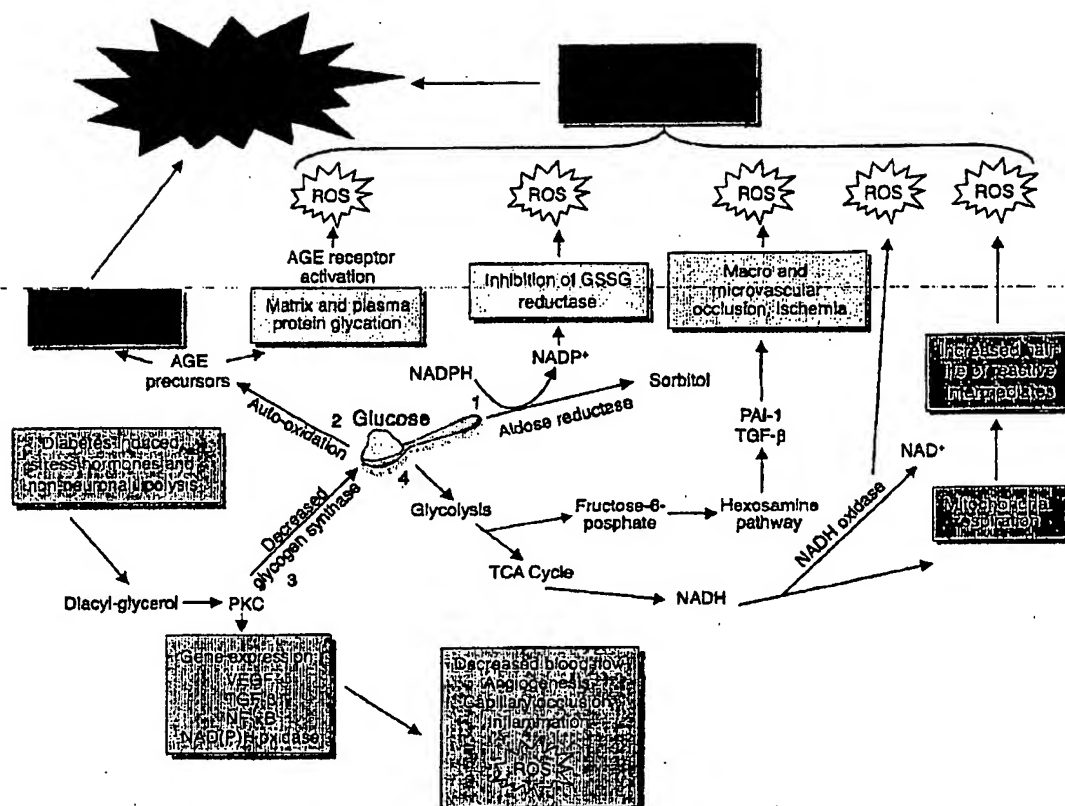 ROS
ROS
ROS
ROS
ROS
AGE receptor
activation
Matrix and plasma
protein glycation
Inhibition of GSSG
reductase
Macro and
microvascular
occlusion, Ischemia
Increased half
life of reactive
intermediates
AGE
precursors
NADPH
NADP+
Sorbitol
Aldose reductase
1
2 Glucose
Auto-oxidation
4
Diabetes induced
stress hormones and
non neuronal lipolysis
Decreased
glycogen synthase
3
Glycolysis
PAI-1
TGF-β
Fructose-6-
posphate
Hexosamine
pathway
NADH oxidase
NAD+
Mitochondrial
respiration
TCA Cycle
NADH
Diacyl-glycerol
PKC
Gene expression
VEGF
TGF-β
NF-κB
NAD(P)H-oxidase
Decreased blood flow
Angiogenesis
Capillary occlusion
Inflammation
ROS